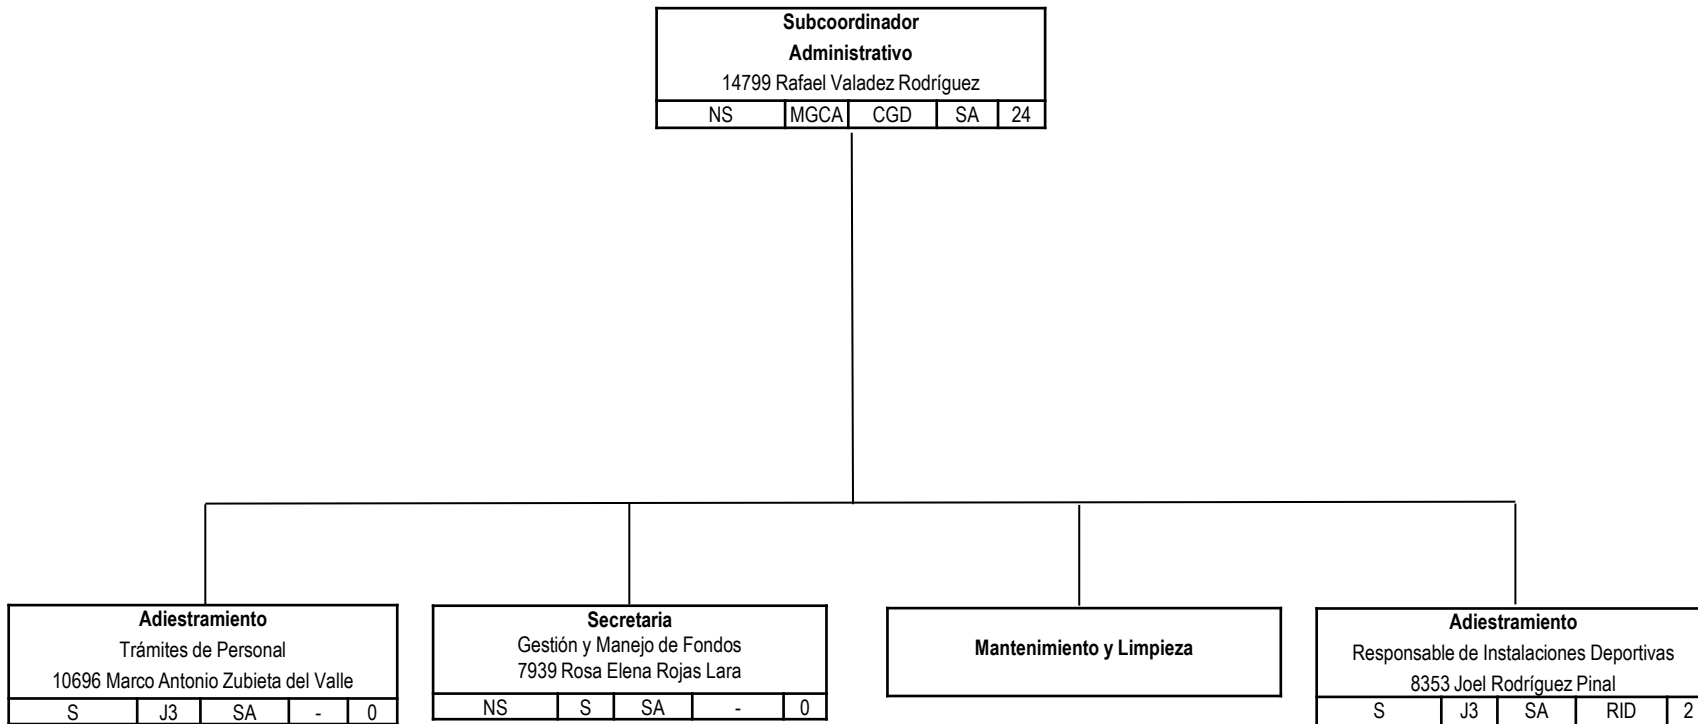 Subcoordinador
Administrativo
14799 Rafael Valadez Rodríguez
NS MGCA CGD SA 24
Adiestramiento
Trámites de Personal
10696 Marco Antonio Zubieta del Valle
S J3 SA - 0
Secretaria
Gestión y Manejo de Fondos
7939 Rosa Elena Rojas Lara
NS S SA - 0
Mantenimiento y Limpieza
Adiestramiento
Responsable de Instalaciones Deportivas
8353 Joel Rodríguez Pinal
S J3 SA RID 2